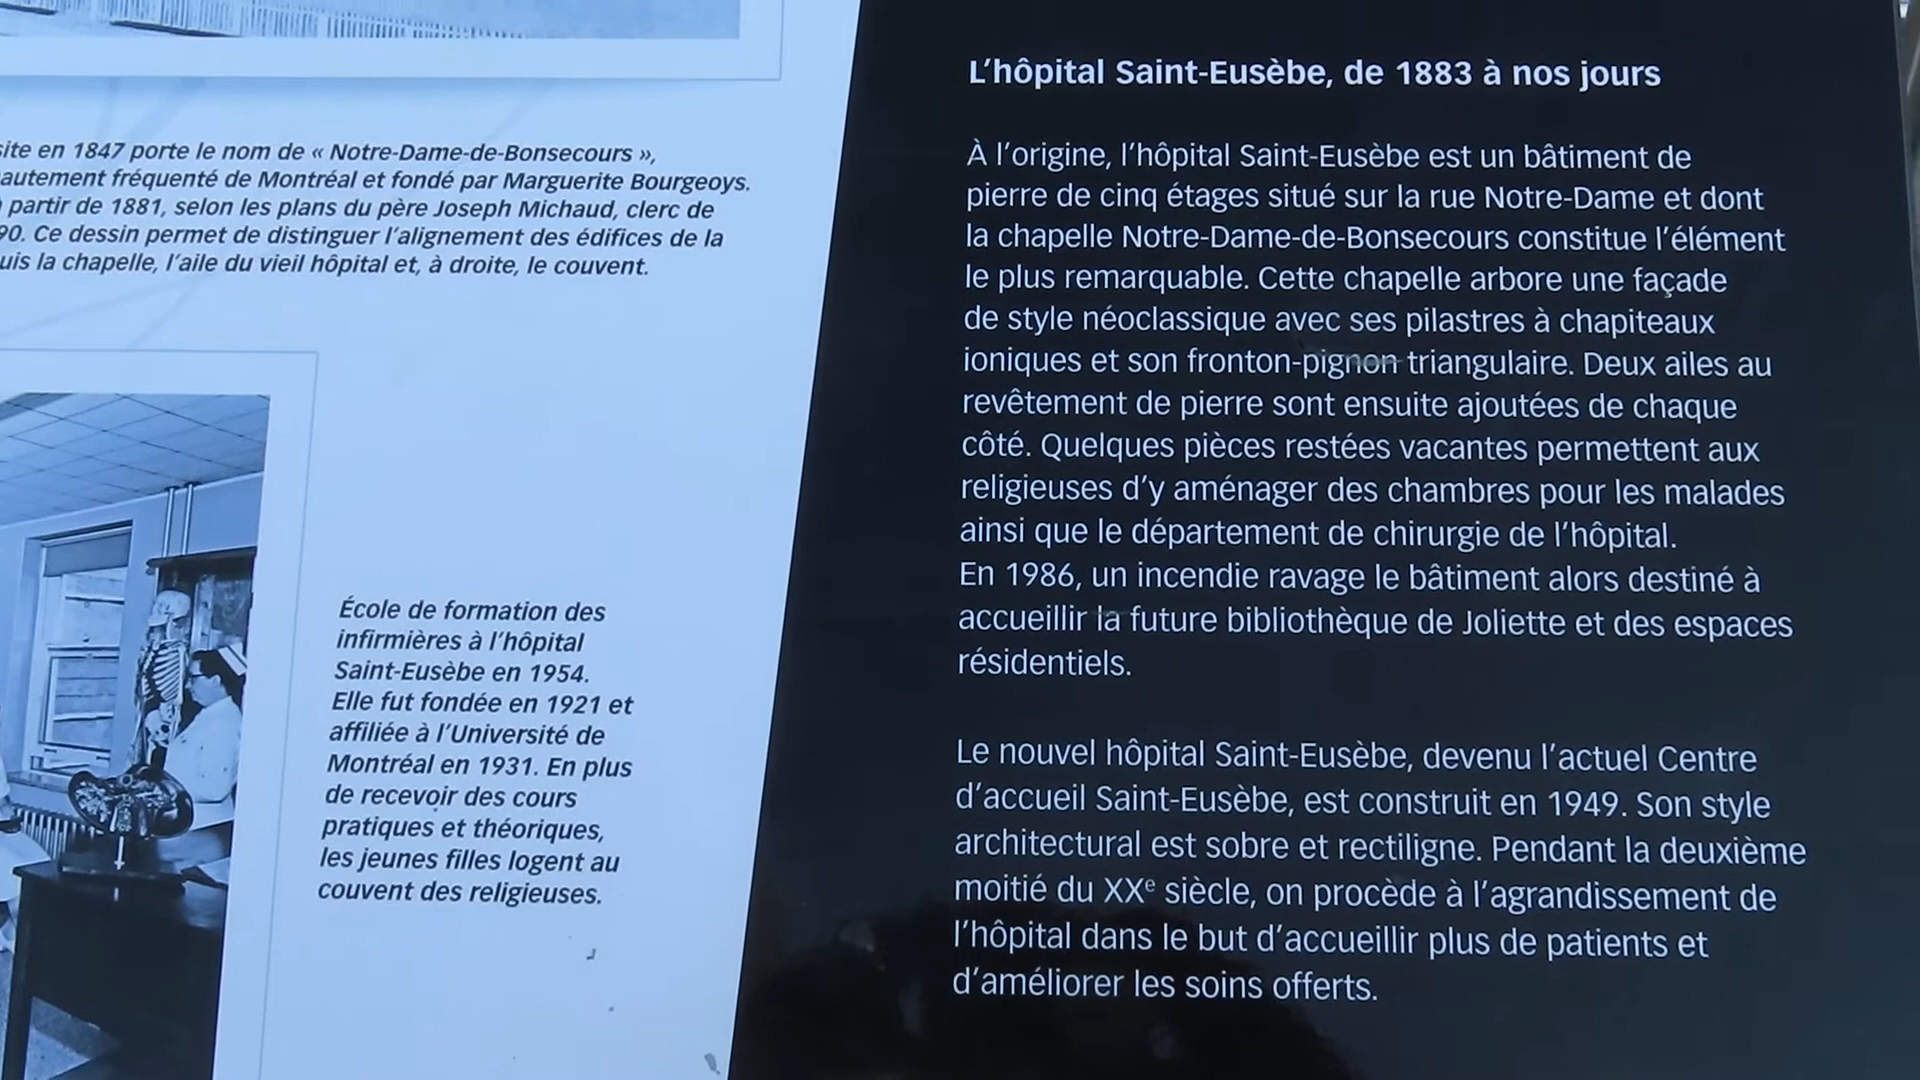 site en 1847 porte le nom de « Notre-Dame-de-Bonsecours »,
fréquenté de Montréal et fondé par Marguerite Bourgeoys.
partir de 1881, selon les plans du père Joseph Michaud, clerc de
90. Ce dessin permet de distinguer l'alignement des édifices de la
la chapelle, l'aile du vieil hôpital et, à droite, le couvent.
École de formation des
infirmières à l'hôpital
Saint-Eusèbe en 1954.
Elle fut fondée en 1921 et
affiliée à l'Université de
Montréal en 1931. En plus
de recevoir des cours
pratiques et théoriques,
les jeunes filles logent au
couvent des religieuses.
L'hôpital Saint-Eusèbe, de 1883 à nos jours
À l'origine, l'hôpital Saint-Eusèbe est un bâtiment de
pierre de cinq étages situé sur la rue Notre-Dame et dont
la chapelle Notre-Dame-de-Bonsecours constitue l'élément
le plus remarquable. Cette chapelle arbore une façade
de style néoclassique avec ses pilastres à chapiteaux
ioniques et son fronton-pignon triangulaire. Deux ailes au
revêtement de pierre sont ensuite ajoutées de chaque
côté. Quelques pièces restées vacantes permettent aux
religieuses d'y aménager des chambres pour les malades
ainsi que le département de chirurgie de l'hôpital.
En 1986, un incendie ravage le bâtiment alors destiné à
accueillir la future bibliothèque de Joliette et des espaces
résidentiels.
Le nouvel hôpital Saint-Eusèbe, devenu l'actuel Centre
d'accueil Saint-Eusèbe, est construit en 1949. Son style
architectural est sobre et rectiligne. Pendant la deuxième
moitié du XXe siècle, on procède à l'agrandissement de
l'hôpital dans le but d'accueillir plus de patients et
d'améliorer les soins offerts.